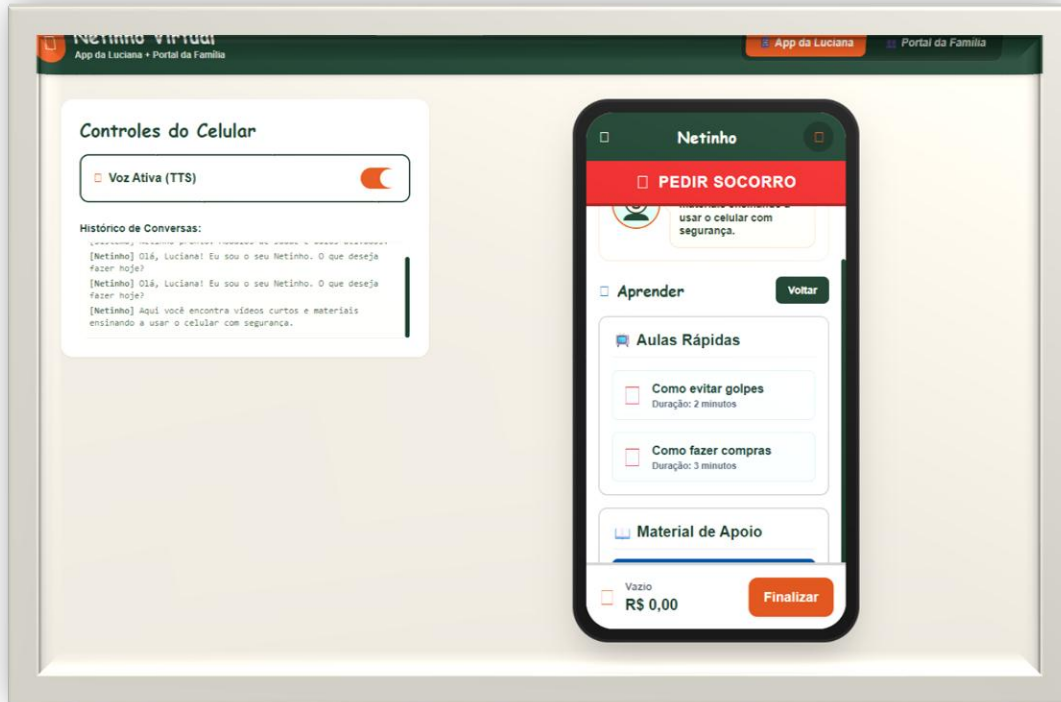 Netinho Virtual
App da Luciana + Portal da Família
App da Luciana
Portal da Família
Controles do Celular
Voz Ativa (TTS)
Histórico de Conversas:
[Netinho] Olá, Luciana! Eu sou o seu Netinho. O que deseja
fazer hoje?
[Netinho] Olá, Luciana! Eu sou o seu Netinho. O que deseja
fazer hoje?
[Netinho] Aqui você encontra vídeos curtos e materiais
ensinando a usar o celular com segurança.
Netinho
PEDIR SOCORRO
materiais ensinando a
usar o celular com
segurança.
Aprender
Voltar
Aulas Rápidas
Como evitar golpes
Duração: 2 minutos
Como fazer compras
Duração: 3 minutos
Material de Apoio
Vazio
R$ 0,00
Finalizar